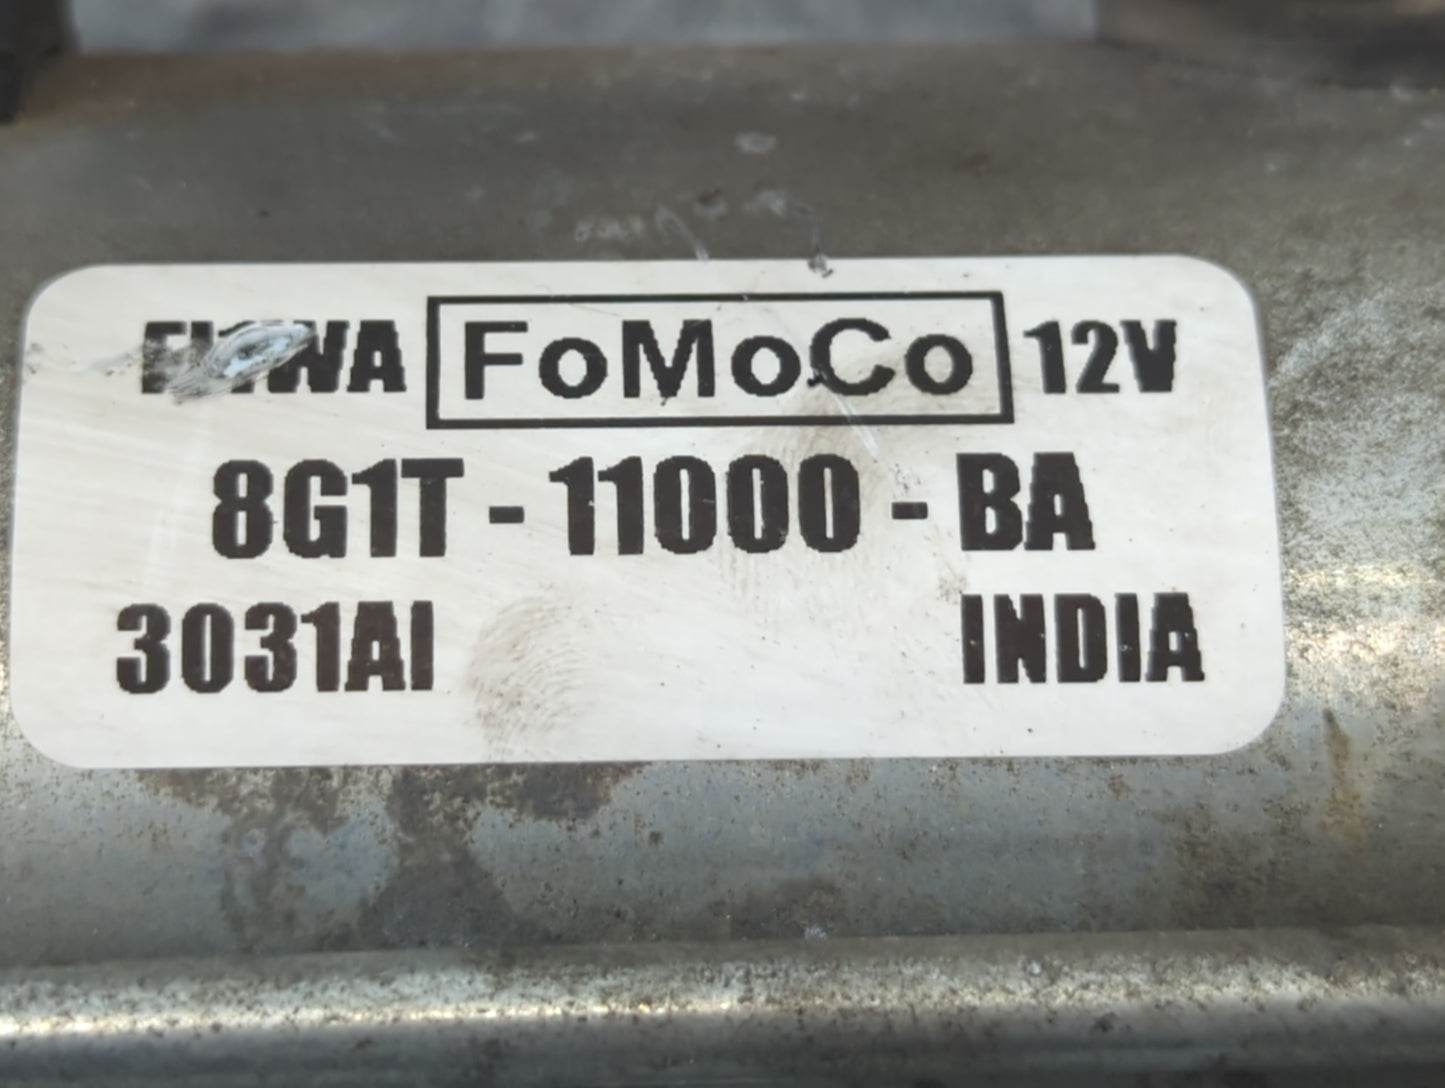 FoMoCo 12V
8G1T - 11000 - BA
3031AI INDIA